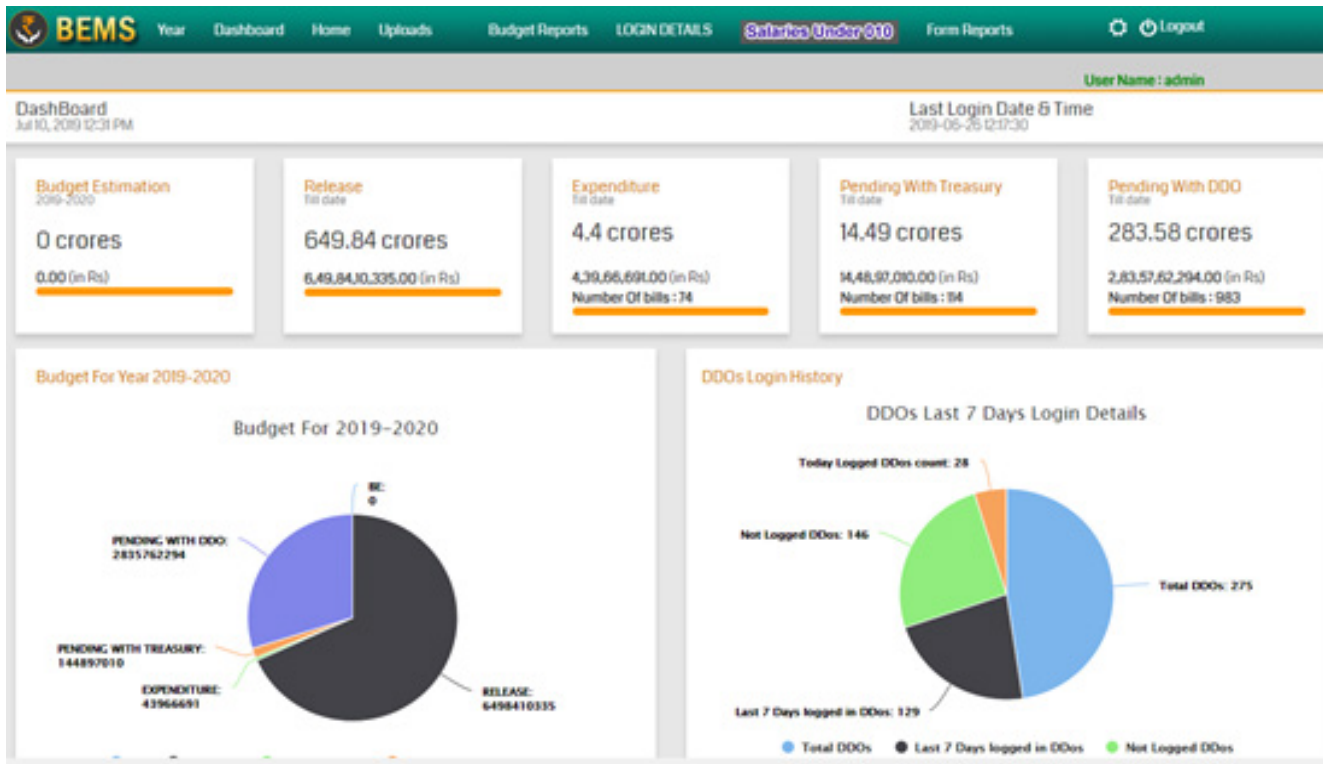 BEMS Year Dashboard Home Uploads Budget Reports LOGIN DETAILS Salaries Under 010 Form Reports Logout
User Name : admin
DashBoard
Jul 10, 2019 12:31 PM
Last Login Date & Time
2019-06-26 12:17:30
Budget Estimation
2019-2020
0 crores
0.00 (in Rs)
Release
Till date
649.84 crores
6,49,84,10,335.00 (in Rs)
Expenditure
Till date
4.4 crores
4,39,66,691.00 (in Rs)
Number Of bills : 74
Pending With Treasury
Till date
14.49 crores
14,48,97,010.00 (in Rs)
Number Of bills : 114
Pending With DDO
Till date
283.58 crores
2,83,57,62,294.00 (in Rs)
Number Of bills : 983
Budget For Year 2019-2020
Budget For 2019-2020
BE:
0
PENDING WITH DDO:
2835762294
PENDING WITH TREASURY:
144897010
EXPENDITURE:
43966691
RELEASE:
6498410335
DDOs Login History
DDOs Last 7 Days Login Details
Today Logged DDos count: 28
Not Logged DDos: 146
Total DDOs: 275
Last 7 Days logged in DDos: 129
Total DDOs Last 7 Days logged in DDos Not Logged DDos